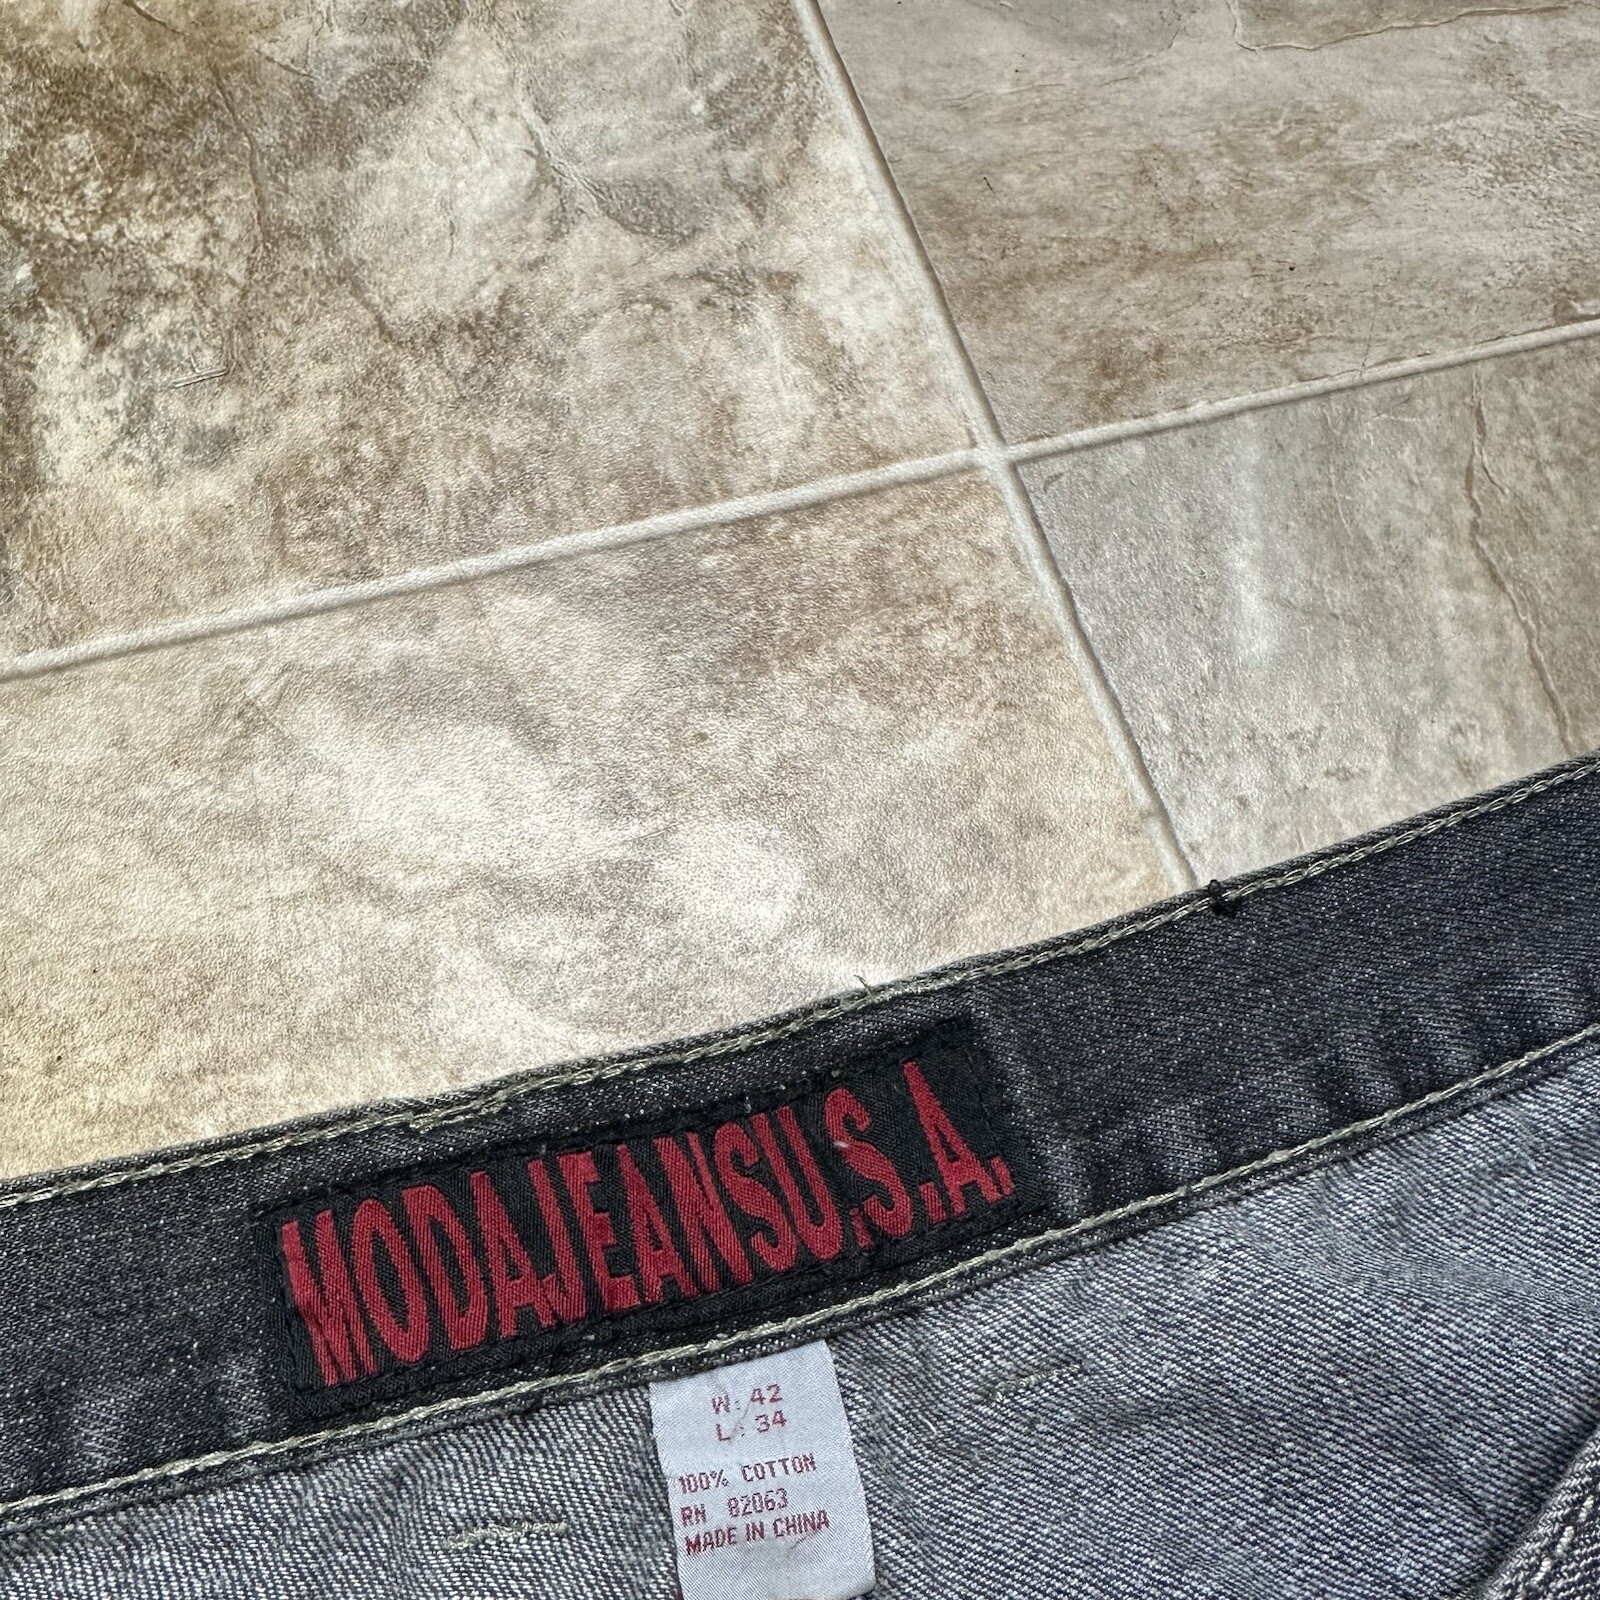 MODAJEANSU.S.A.
W: 42
L: 34
100% COTTON
RN 82063
MADE IN CHINA